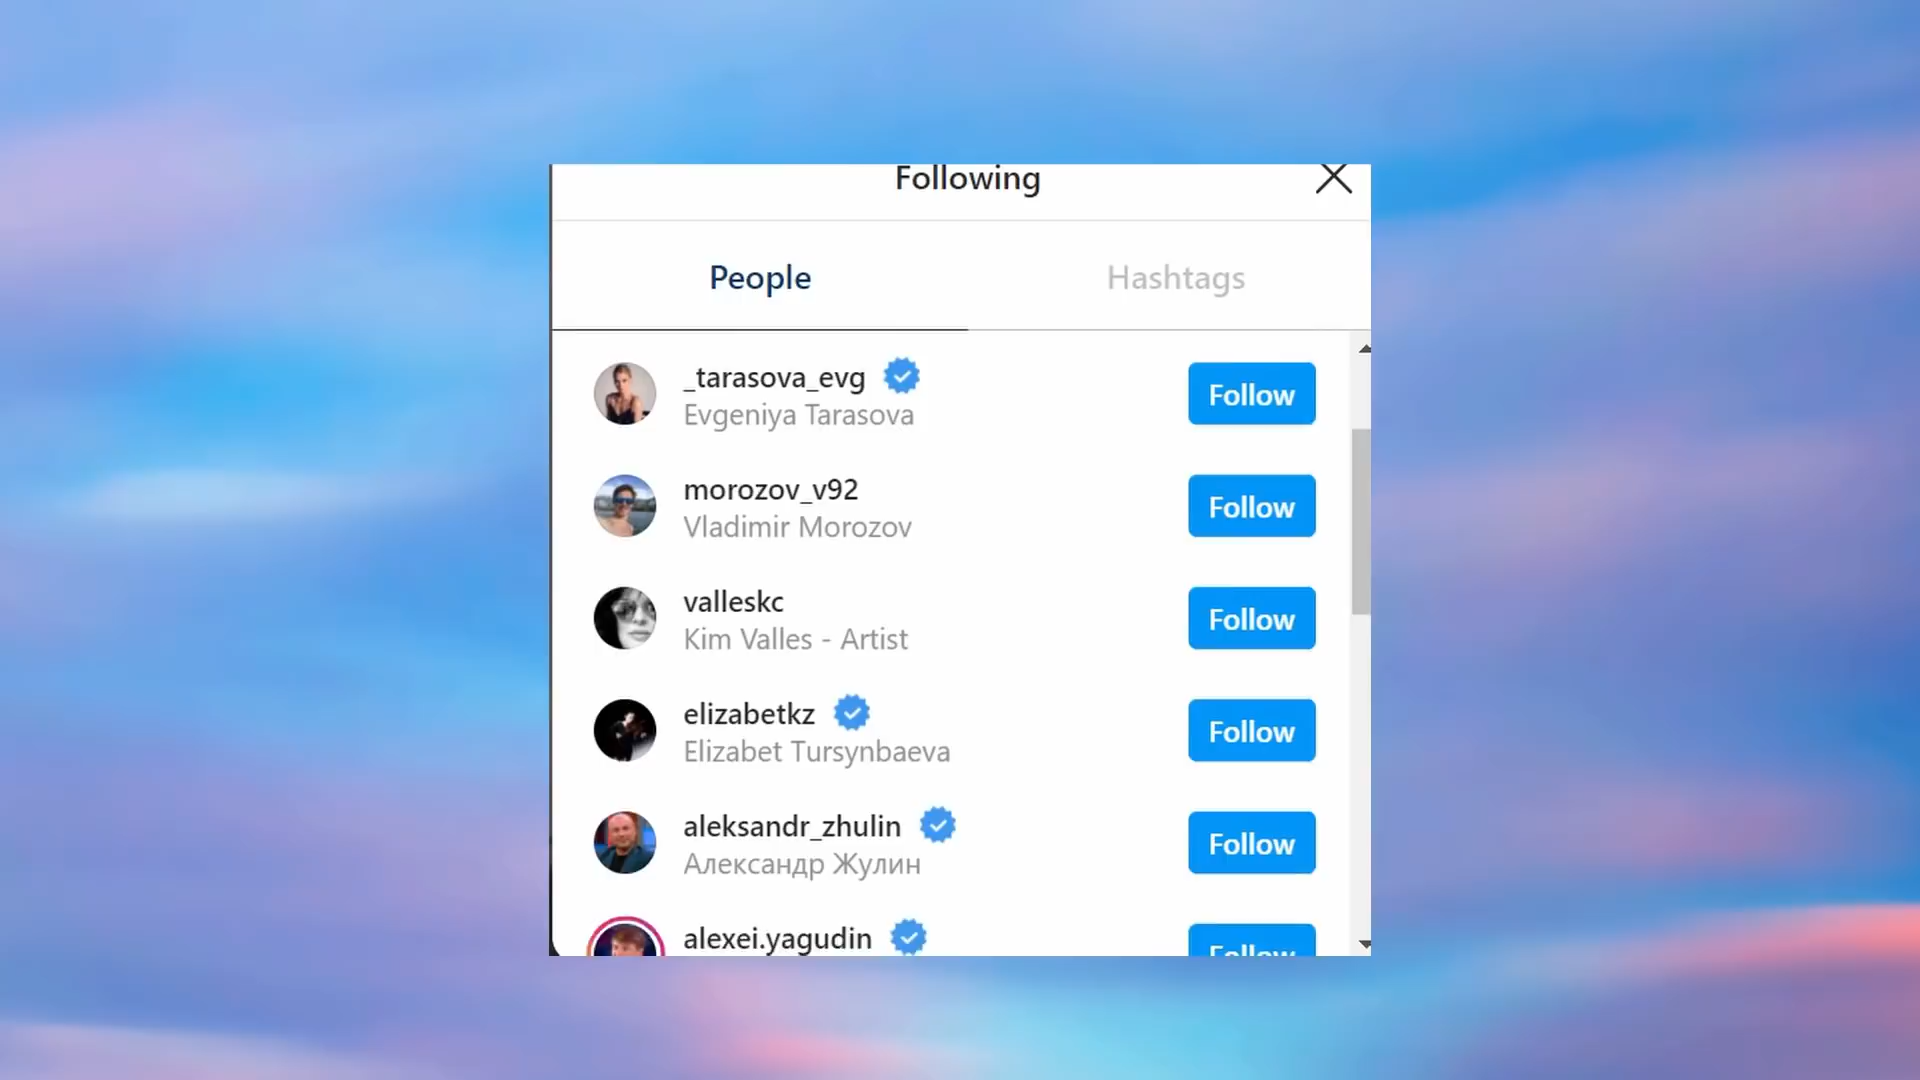 Following
People
Hashtags
_tarasova_evg
Evgeniya Tarasova
Follow
morozov_v92
Vladimir Morozov
Follow
valleskc
Kim Valles - Artist
Follow
elizabetkz
Elizabet Tursynbaeva
Follow
aleksandr_zhulin
Александр Жулин
Follow
alexei.yagudin
Follow